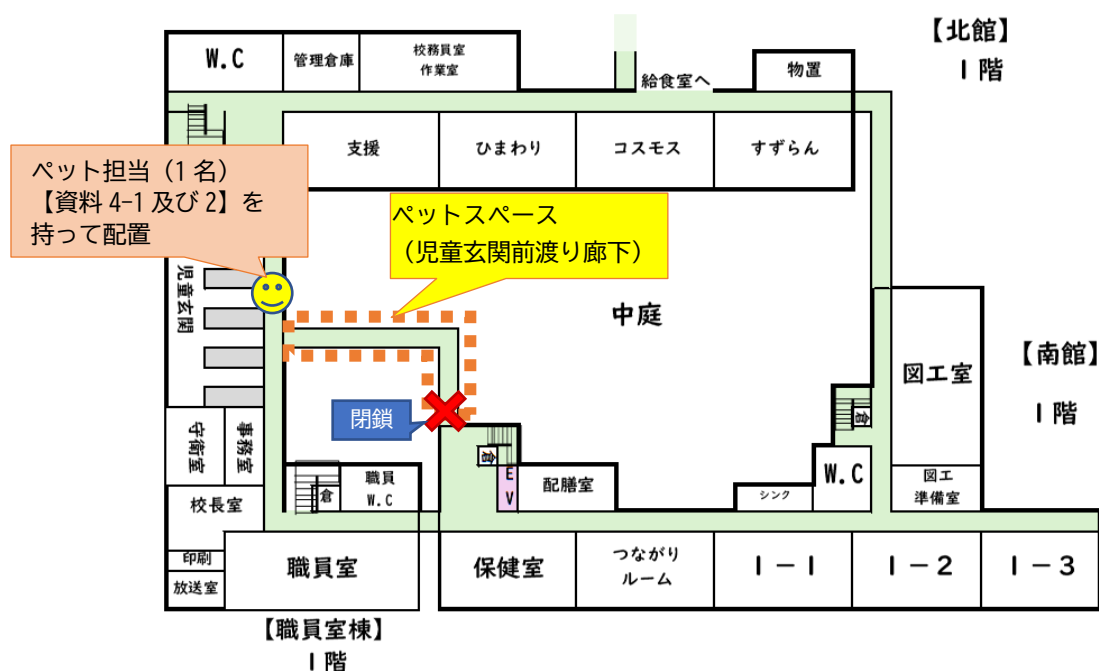 【北館】
1階
W.C
管理倉庫
校務員室
作業室
給食室へ
物置
支援
ひまわり
コスモス
すずらん
ペット担当（1名）
【資料 4-1 及び 2】を
持って配置
ペットスペース
（児童玄関前渡り廊下）
児童玄関
中庭
【南館】
1階
図工室
閉鎖
倉
守衛室
事務室
倉
EV
配膳室
職員
W.C
倉
シンク
W.C
図工
準備室
校長室
印刷
放送室
職員室
保健室
つながり
ルーム
1－1
1－2
1－3
【職員室棟】
1階